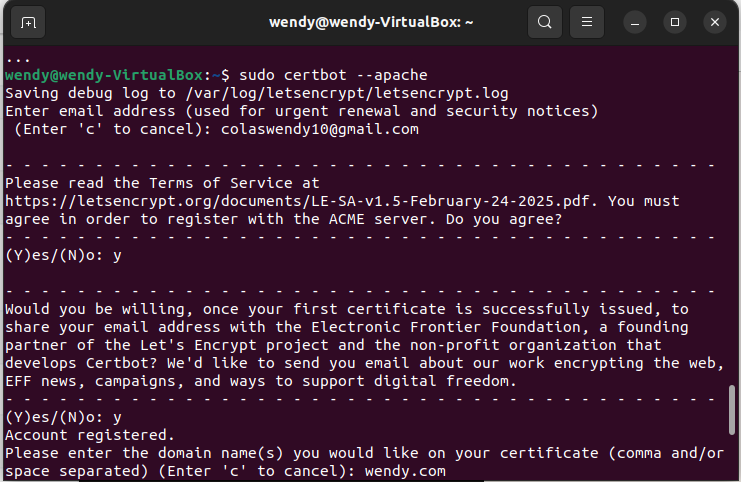 wendy@wendy-VirtualBox: ~
...
wendy@wendy-VirtualBox:~$ sudo certbot --apache
Saving debug log to /var/log/letsencrypt/letsencrypt.log
Enter email address (used for urgent renewal and security notices)
 (Enter 'c' to cancel): colaswendy10@gmail.com
- - - - - - - - - - - - - - - - - - - - - - - - - - - - - - - - - - - - - - - -
Please read the Terms of Service at
https://letsencrypt.org/documents/LE-SA-v1.5-February-24-2025.pdf. You must
agree in order to register with the ACME server. Do you agree?
- - - - - - - - - - - - - - - - - - - - - - - - - - - - - - - - - - - - - - - -
(Y)es/(N)o: y
- - - - - - - - - - - - - - - - - - - - - - - - - - - - - - - - - - - - - - - -
Would you be willing, once your first certificate is successfully issued, to
share your email address with the Electronic Frontier Foundation, a founding
partner of the Let's Encrypt project and the non-profit organization that
develops Certbot? We'd like to send you email about our work encrypting the web,
EFF news, campaigns, and ways to support digital freedom.
- - - - - - - - - - - - - - - - - - - - - - - - - - - - - - - - - - - - - - - -
(Y)es/(N)o: y
Account registered.
Please enter the domain name(s) you would like on your certificate (comma and/or
space separated) (Enter 'c' to cancel): wendy.com